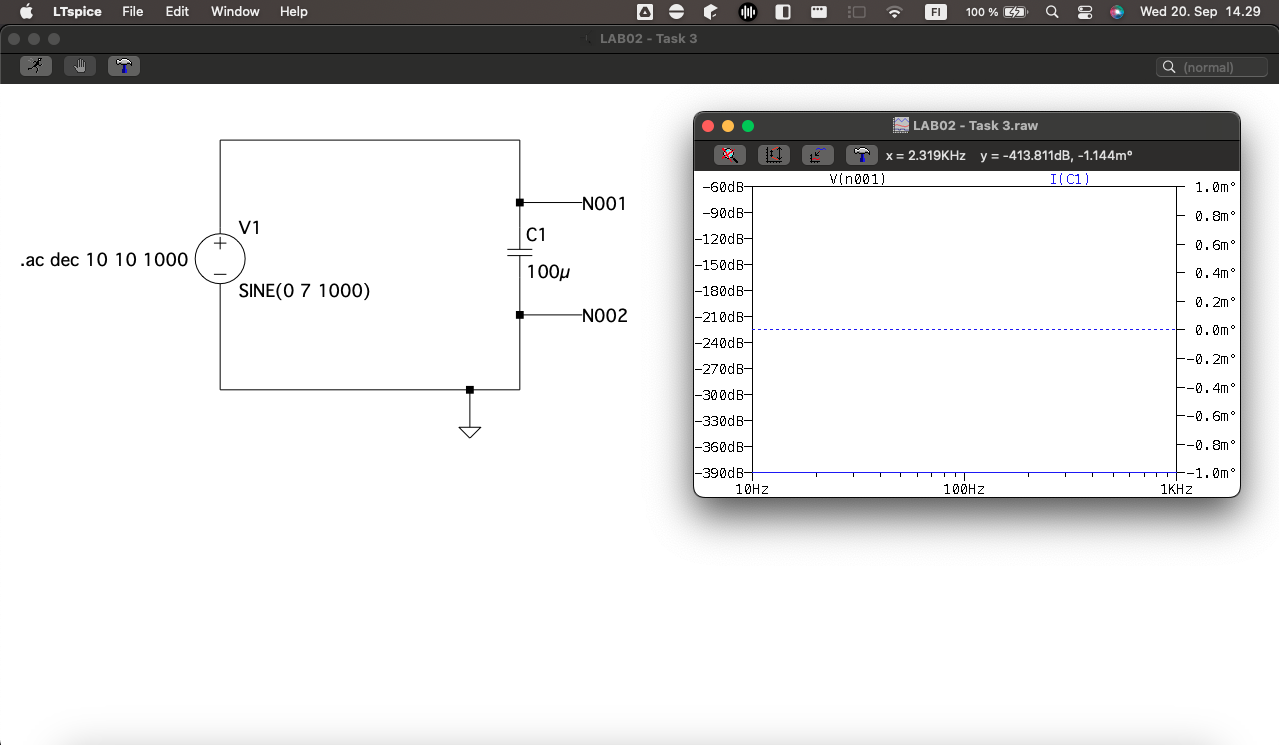 LTspice File Edit Window Help
FI 100 % Wed 20. Sep 14.29
LAB02 - Task 3
(normal)
LAB02 - Task 3.raw
x = 2.319KHz y = -413.811dB, -1.144m°
V(n001) I(C1)
-60dB 1.0m°
-90dB 0.8m°
-120dB 0.6m°
-150dB 0.4m°
-180dB 0.2m°
-210dB 0.0m°
-240dB -0.2m°
-270dB -0.4m°
-300dB -0.6m°
-330dB -0.8m°
-360dB -1.0m°
-390dB
10Hz 100Hz 1KHz
N001
V1
C1
.ac dec 10 10 1000
100µ
SINE(0 7 1000)
N002